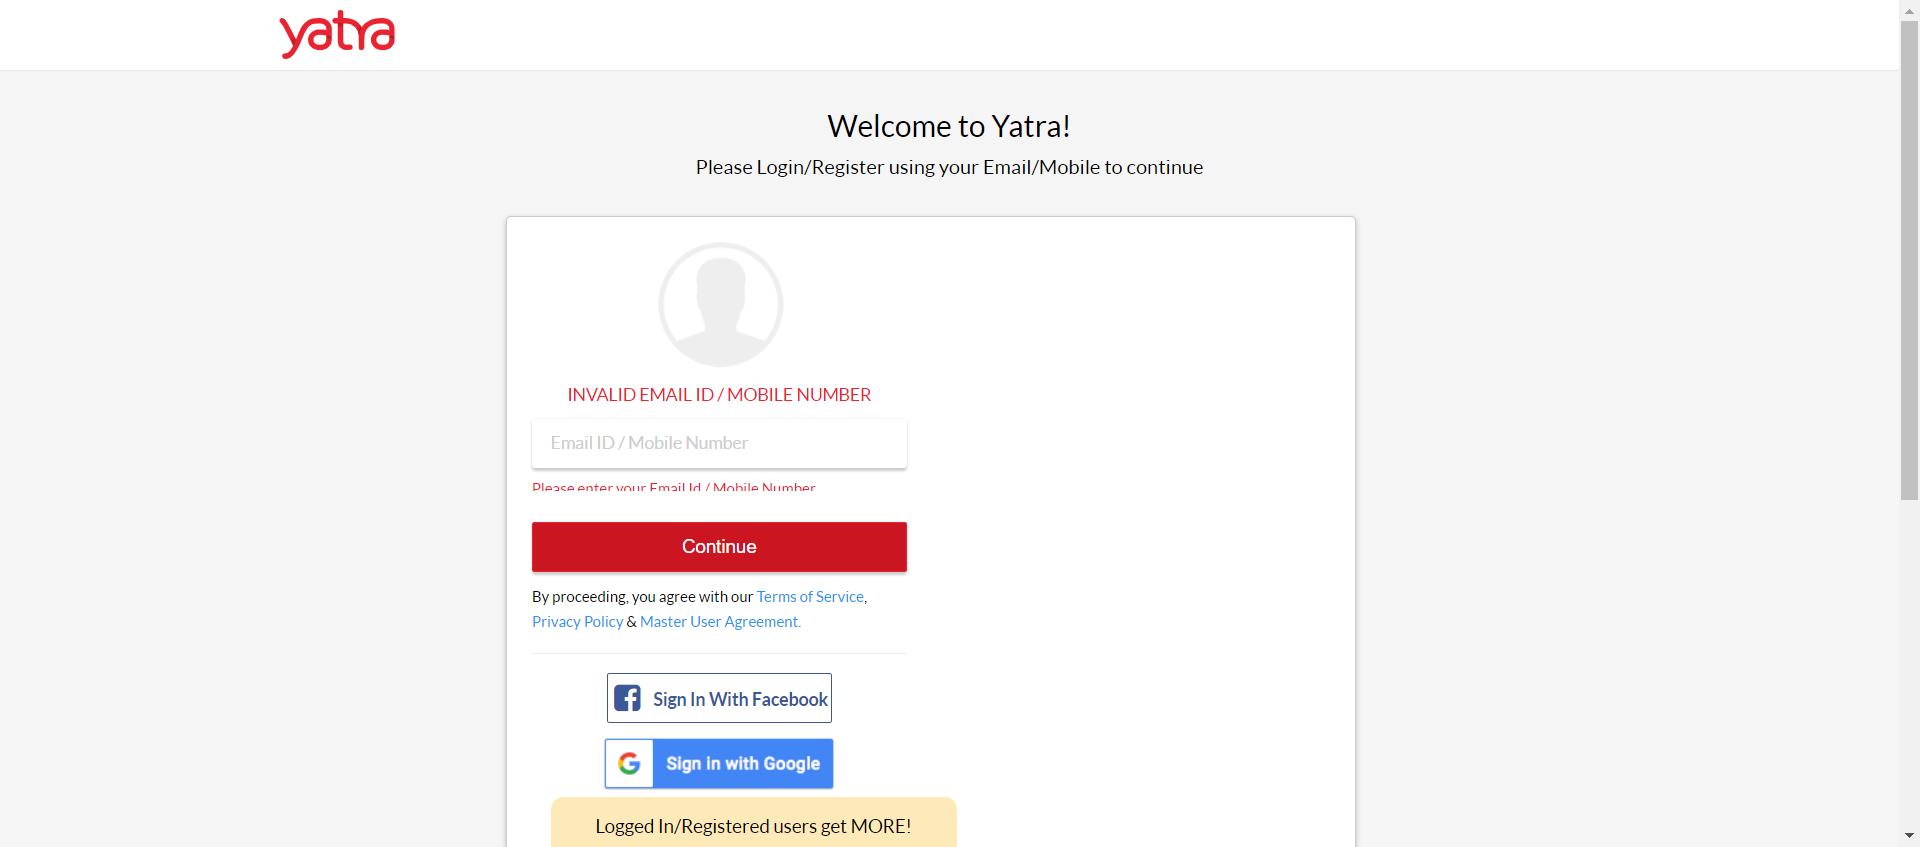 yatra
Welcome to Yatra!
Please Login/Register using your Email/Mobile to continue
INVALID EMAIL ID / MOBILE NUMBER
Email ID / Mobile Number
Please enter your Email Id / Mobile Number
Continue
By proceeding, you agree with our Terms of Service,
Privacy Policy & Master User Agreement.
Sign In With Facebook
Sign in with Google
Logged In/Registered users get MORE!